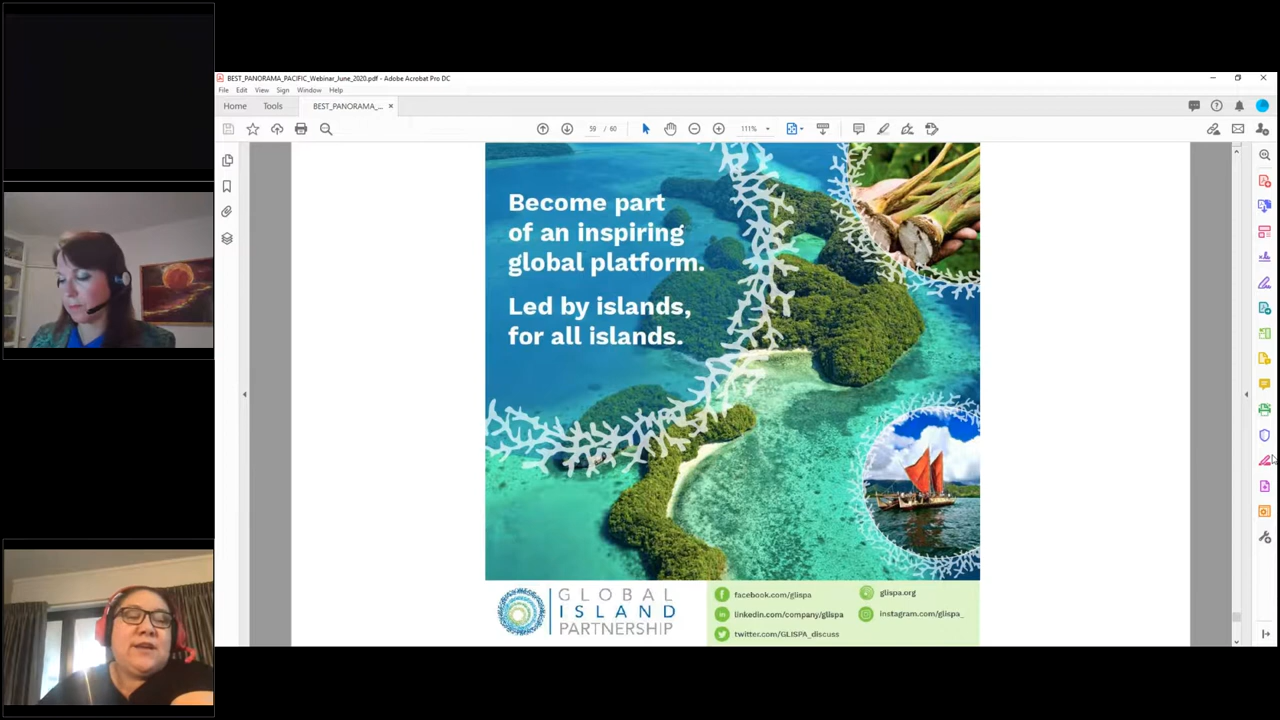 BEST_PANORAMA_PACIFIC_Webinar_June_2020.pdf - Adobe Acrobat Pro DC
File Edit View Sign Window Help
Home Tools BEST_PANORAMA_... ×
59 / 60 111%
Become part
of an inspiring
global platform.
Led by islands,
for all islands.
GLOBAL
ISLAND
PARTNERSHIP
facebook.com/glispa
linkedin.com/company/glispa
twitter.com/GLISPA_discuss
glispa.org
instagram.com/glispa_